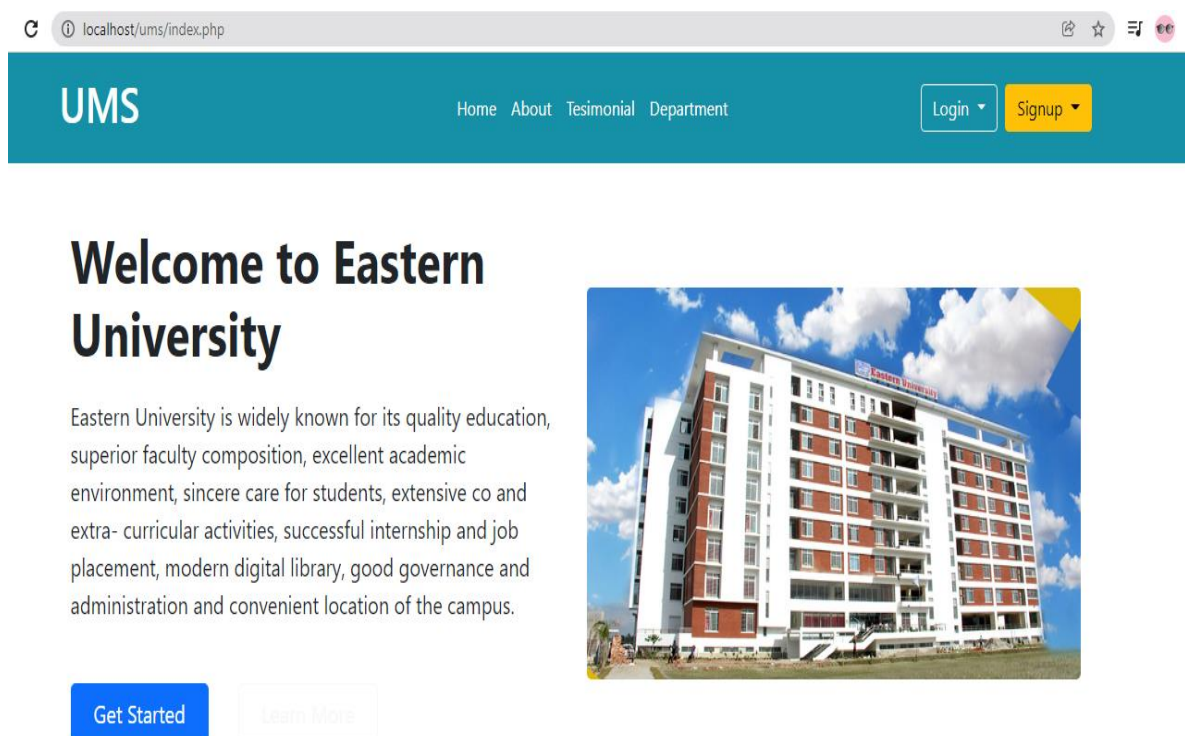 localhost/ums/index.php
UMS
Home About Tesimonial Department
Login
Signup
Welcome to Eastern
University
Eastern University is widely known for its quality education,
superior faculty composition, excellent academic
environment, sincere care for students, extensive co and
extra- curricular activities, successful internship and job
placement, modern digital library, good governance and
administration and convenient location of the campus.
Eastern University
Get Started
Learn More